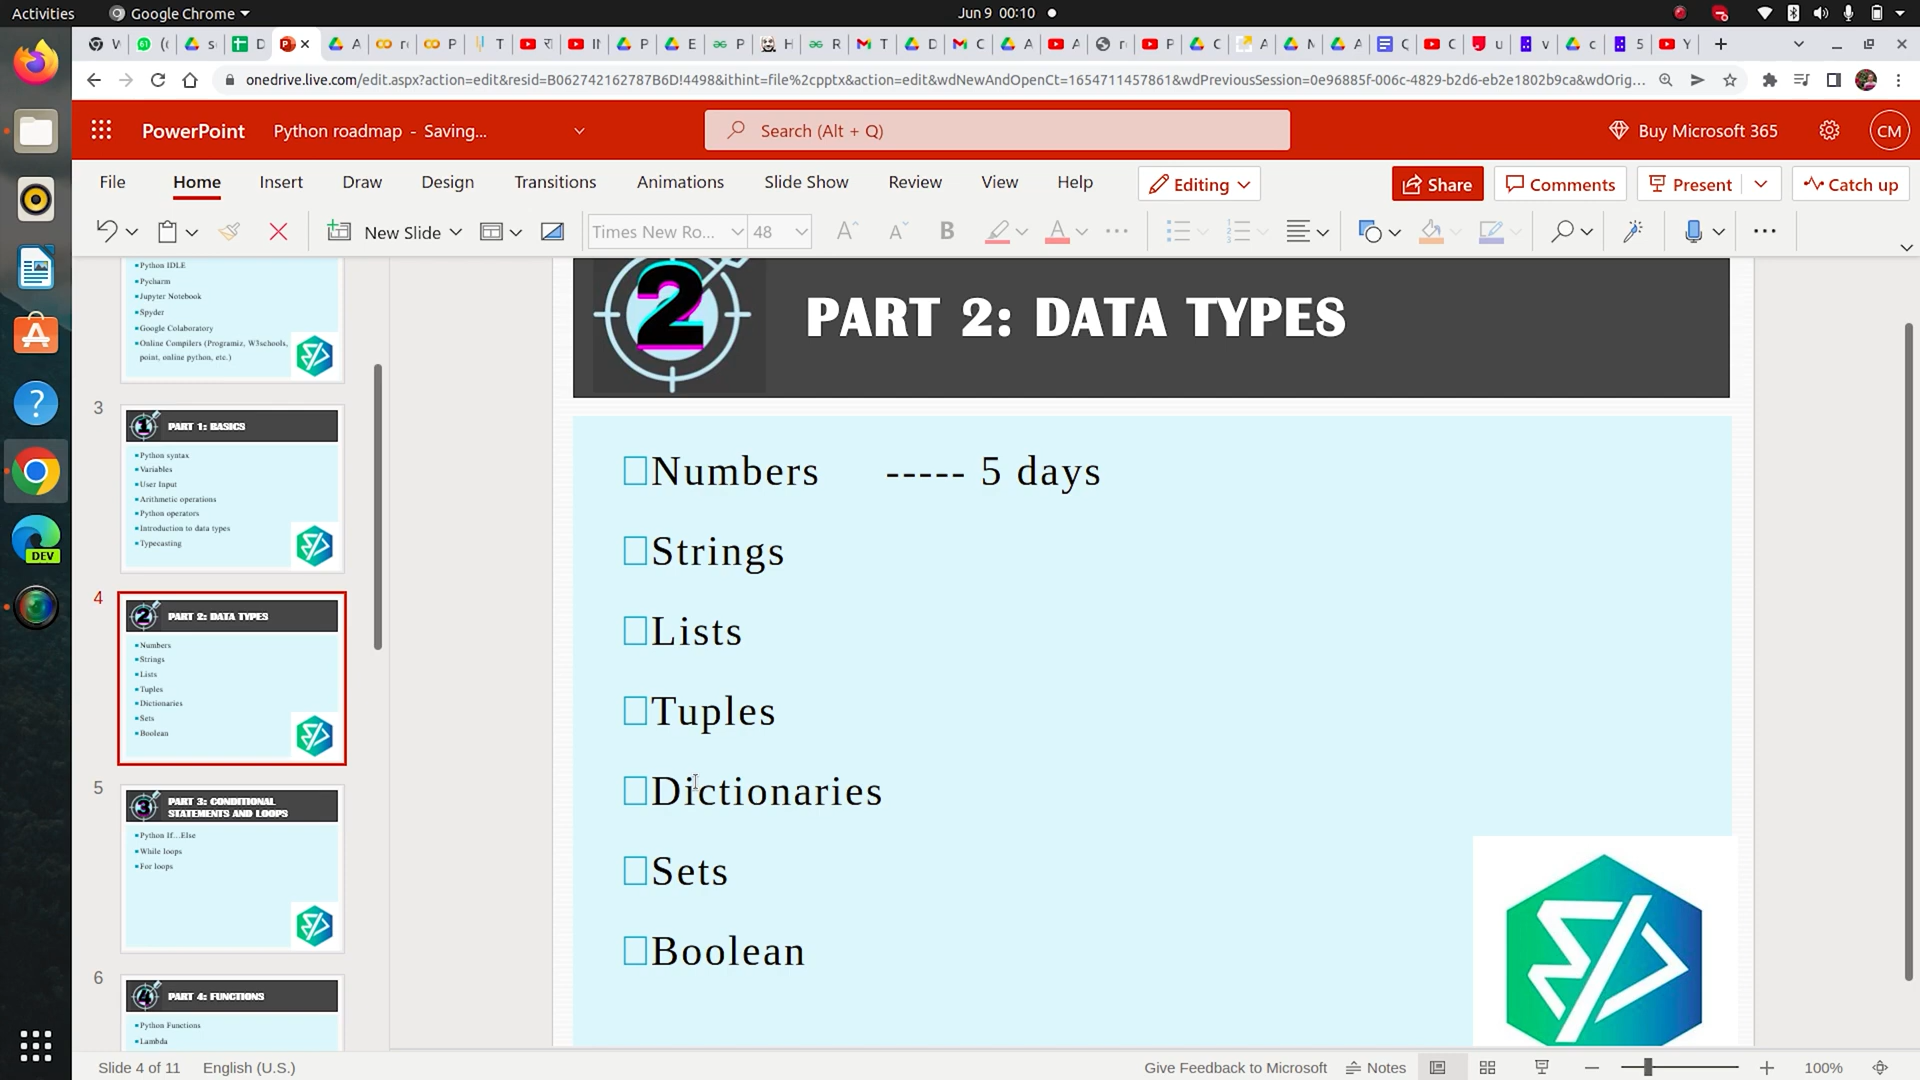 Activities
Google Chrome
Jun 9 00:10
onedrive.live.com/edit.aspx?action=edit&resid=B062742162787B6D!4498&ithint=file%2cpptx&action=edit&wdNewAndOpenCt=1654711457861&wdPreviousSession=0e96885f-006c-4829-b2d6-eb2e1802b9ca&wdOrig...
PowerPoint
Python roadmap - Saving...
Search (Alt + Q)
Buy Microsoft 365
CM
File
Home
Insert
Draw
Design
Transitions
Animations
Slide Show
Review
View
Help
Editing
Share
Comments
Present
Catch up
New Slide
Times New Ro...
48
B
Python IDLE
Pycharm
Jupyter Notebook
Spyder
Google Colaboratory
Online Compilers (Programiz, W3schools,
point, online python, etc.)
3
PART 1: BASICS
Python syntax
Variables
User Input
Arithmetic operations
Python operators
Introduction to data types
Typecasting
4
PART 2: DATA TYPES
Numbers
Strings
Lists
Tuples
Dictionaries
Sets
Boolean
5
PART 3: CONDITIONAL
STATEMENTS AND LOOPS
Python If...Else
While loops
For loops
6
PART 4: FUNCTIONS
Python Functions
Lambda
2
PART 2: DATA TYPES
Numbers ----- 5 days
Strings
Lists
Tuples
Dictionaries
Sets
Boolean
DEV
Slide 4 of 11
English (U.S.)
Give Feedback to Microsoft
Notes
100%